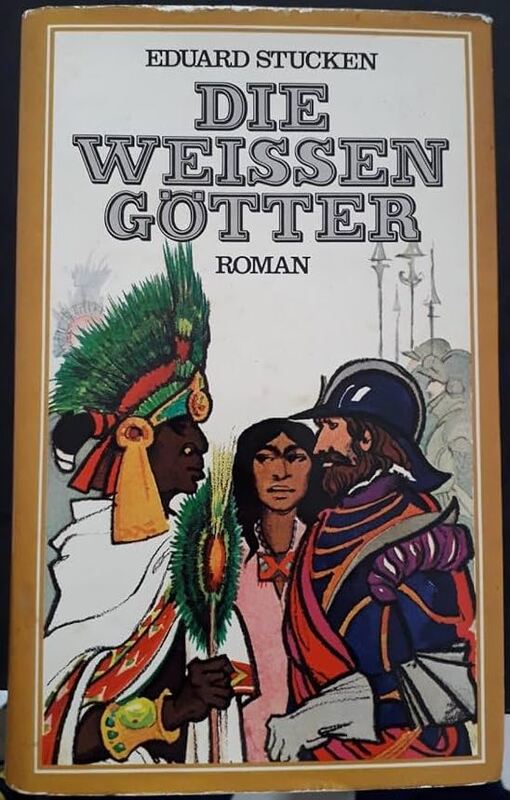 EDUARD STUCKEN
DIE
WEISSEN
GÖTTER
ROMAN